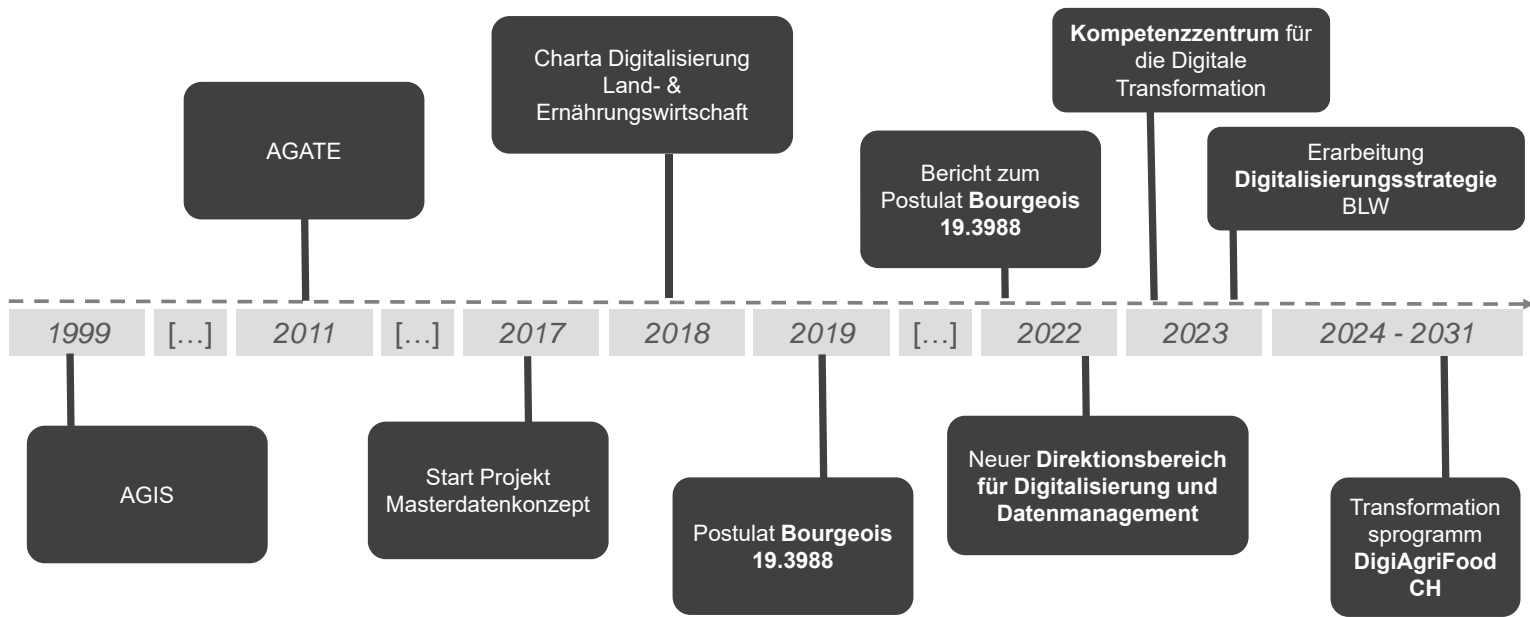 Charta Digitalisierung
Land- &
Ernährungswirtschaft
Kompetenzzentrum für
die Digitale
Transformation
AGATE
Bericht zum
Postulat Bourgeois
19.3988
Erarbeitung
Digitalisierungsstrategie
BLW
1999
[…]
2011
[…]
2017
2018
2019
[…]
2022
2023
2024 - 2031
AGIS
Start Projekt
Masterdatenkonzept
Postulat Bourgeois
19.3988
Neuer Direktionsbereich
für Digitalisierung und
Datenmanagement
Transformation
sprogramm
DigiAgriFood
CH